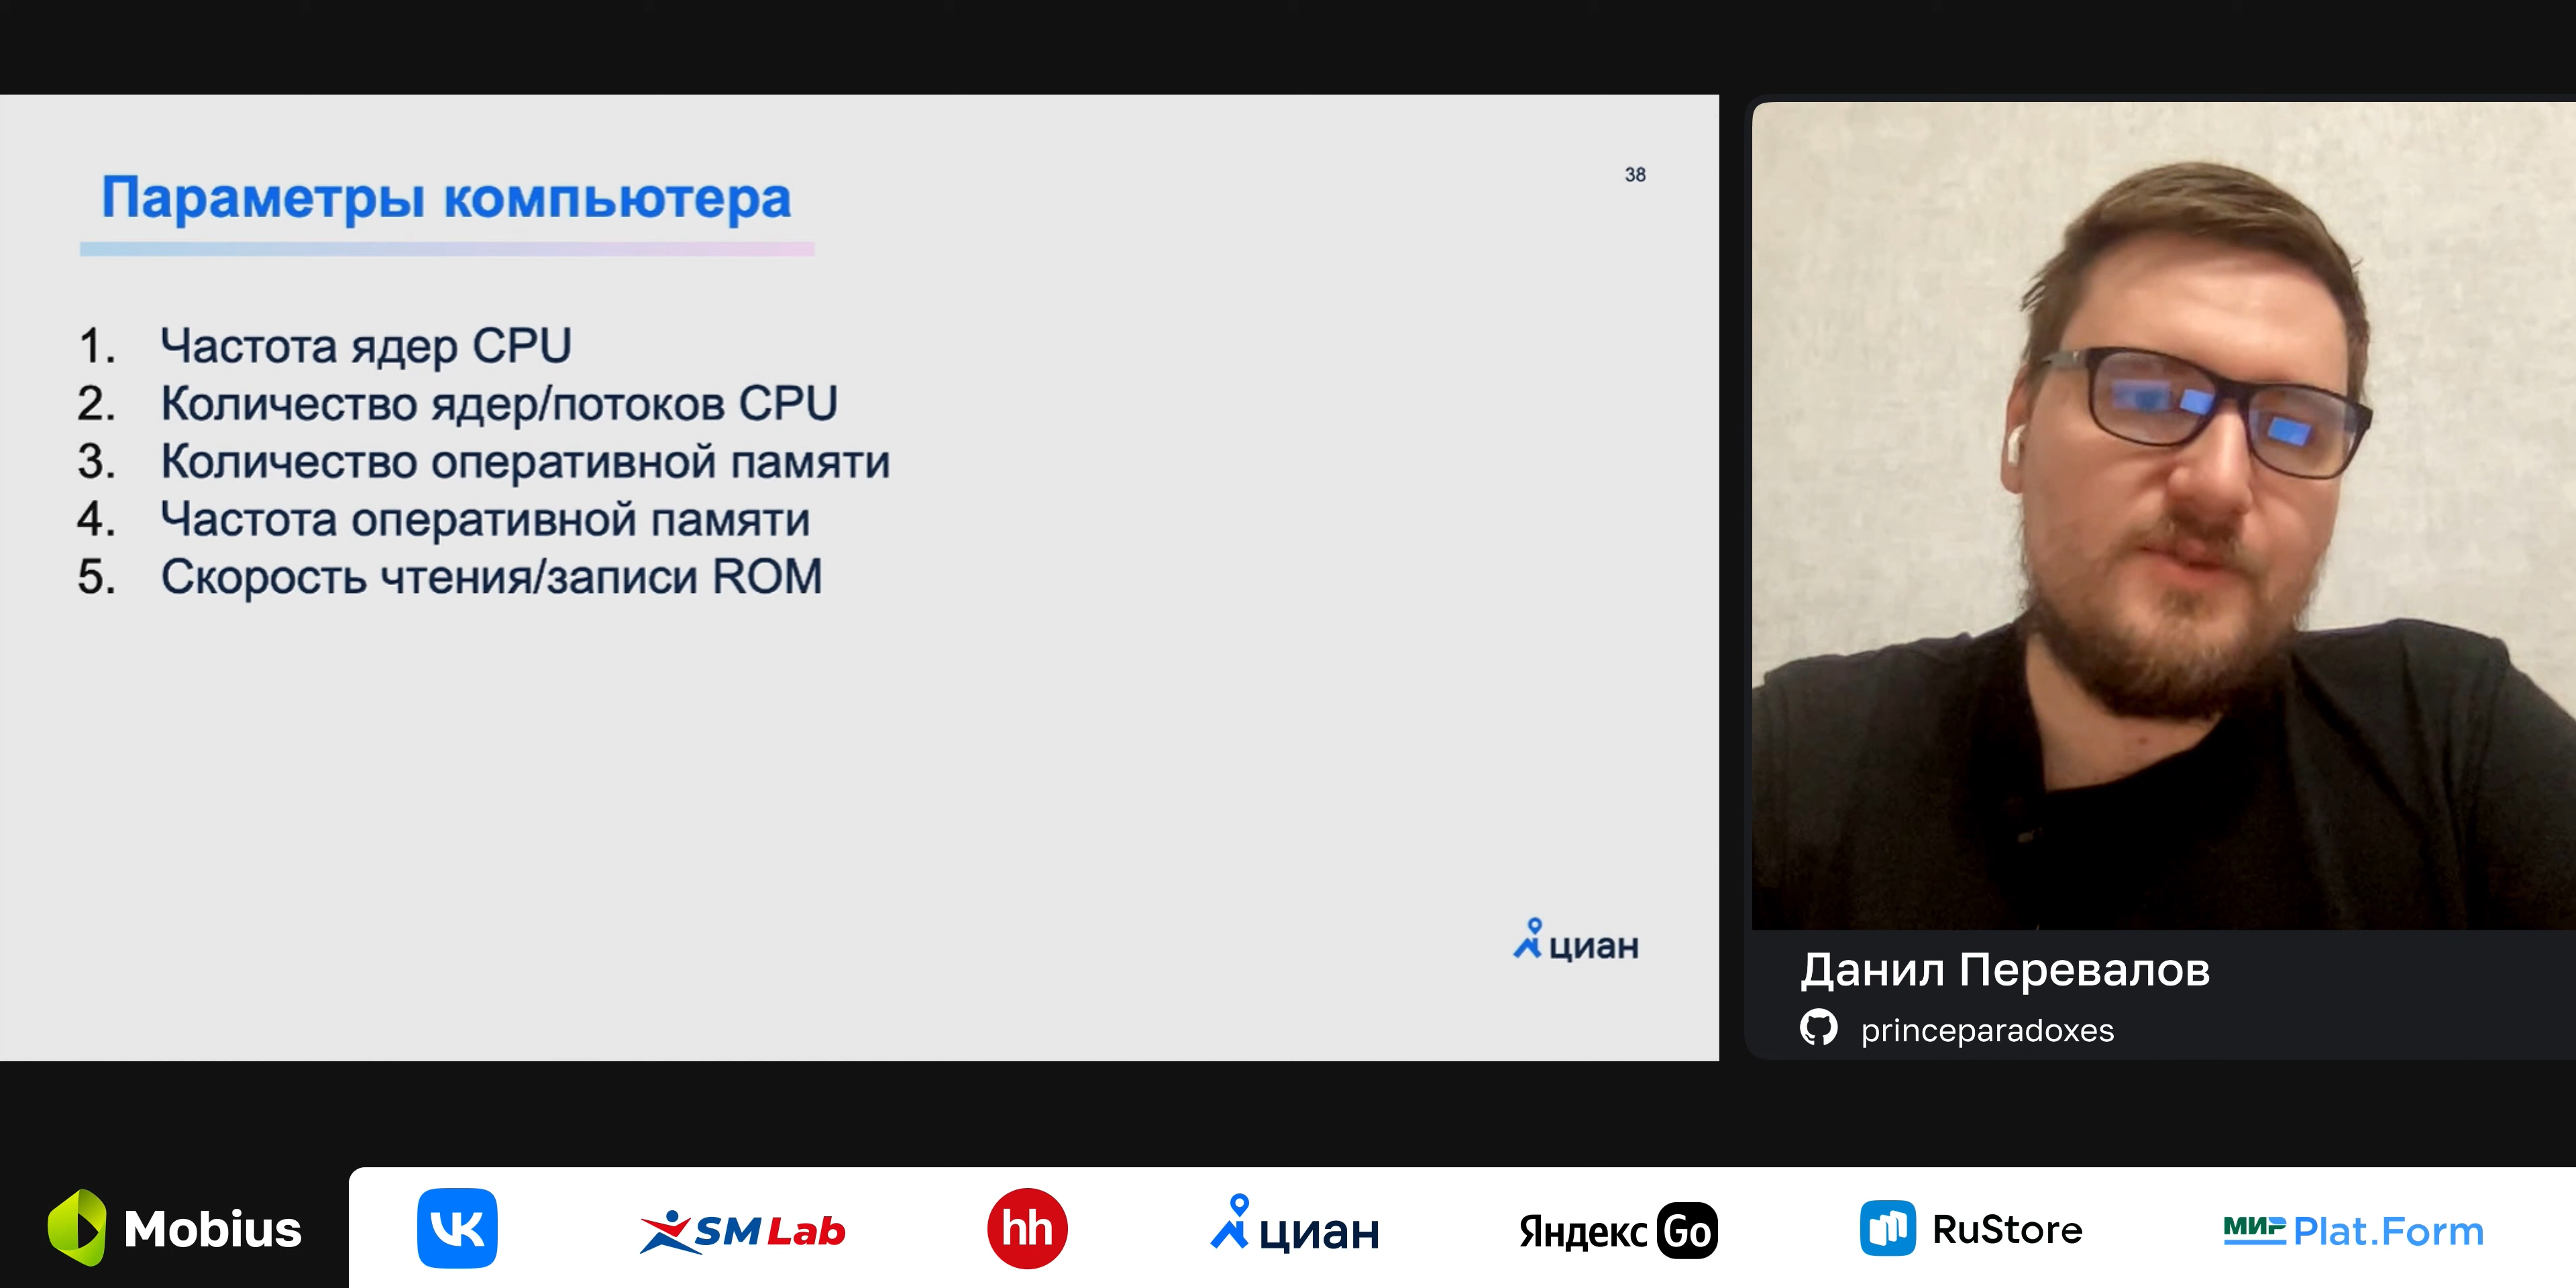 Параметры компьютера
38
1. Частота ядер CPU
2. Количество ядер/потоков CPU
3. Количество оперативной памяти
4. Частота оперативной памяти
5. Скорость чтения/записи ROM
циан
Данил Перевалов
princeparadoxes
Mobius
VK
SM Lab
hh
циан
Яндекс Go
RuStore
МИР Plat.Form